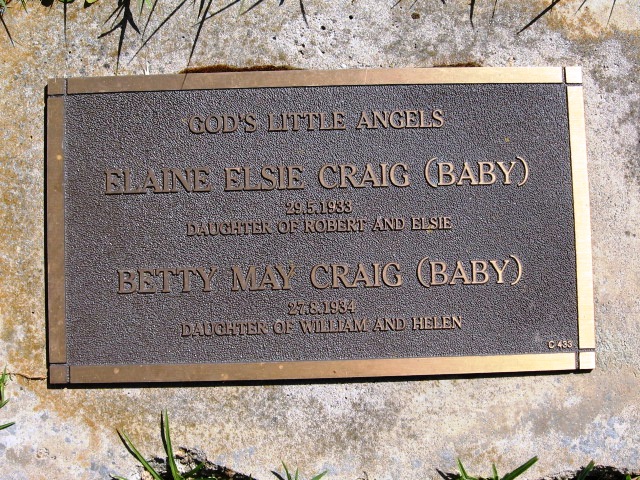 GOD'S LITTLE ANGELS
ELAINE ELSIE CRAIG (BABY)
29.5.1933
DAUGHTER OF ROBERT AND ELSIE
BETTY MAY CRAIG (BABY)
27.8.1934
DAUGHTER OF WILLIAM AND HELEN
C 433